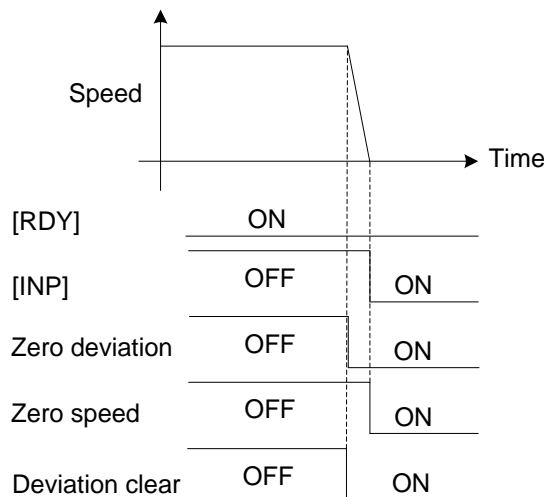 Speed
Time
[RDY] ON
[INP] OFF ON
Zero deviation OFF ON
Zero speed OFF ON
Deviation clear OFF ON